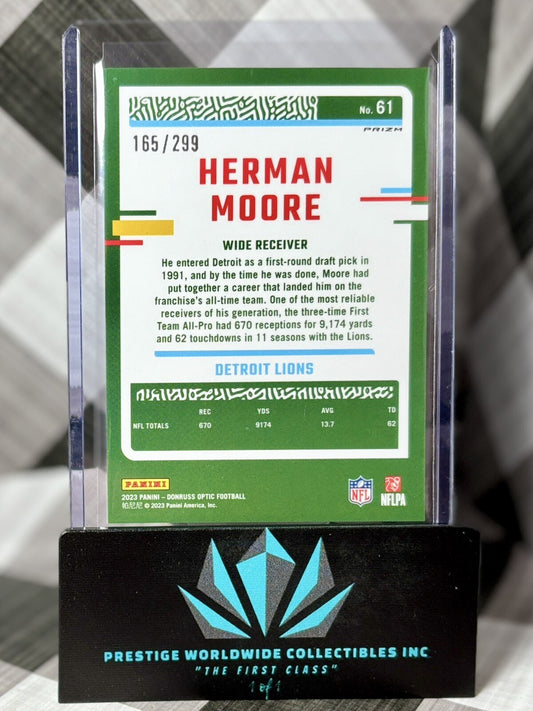 No. 61
PRIZM
165/299
HERMAN
MOORE
WIDE RECEIVER
He entered Detroit as a first-round draft pick in
1991, and by the time he was done, Moore had
put together a career that landed him on the
franchise's all-time team. One of the most reliable
receivers of his generation, the three-time First
Team All-Pro had 670 receptions for 9,174 yards
and 62 touchdowns in 11 seasons with the Lions.
DETROIT LIONS
REC YDS AVG TD
NFL TOTALS 670 9174 13.7 62
PANINI
2023 PANINI – DONRUSS OPTIC FOOTBALL
帕尼尼 © 2023 Panini America, Inc.
NFL
NFLPA
PRESTIGE WORLDWIDE COLLECTIBLES INC
"THE FIRST CLASS"
1 of 1